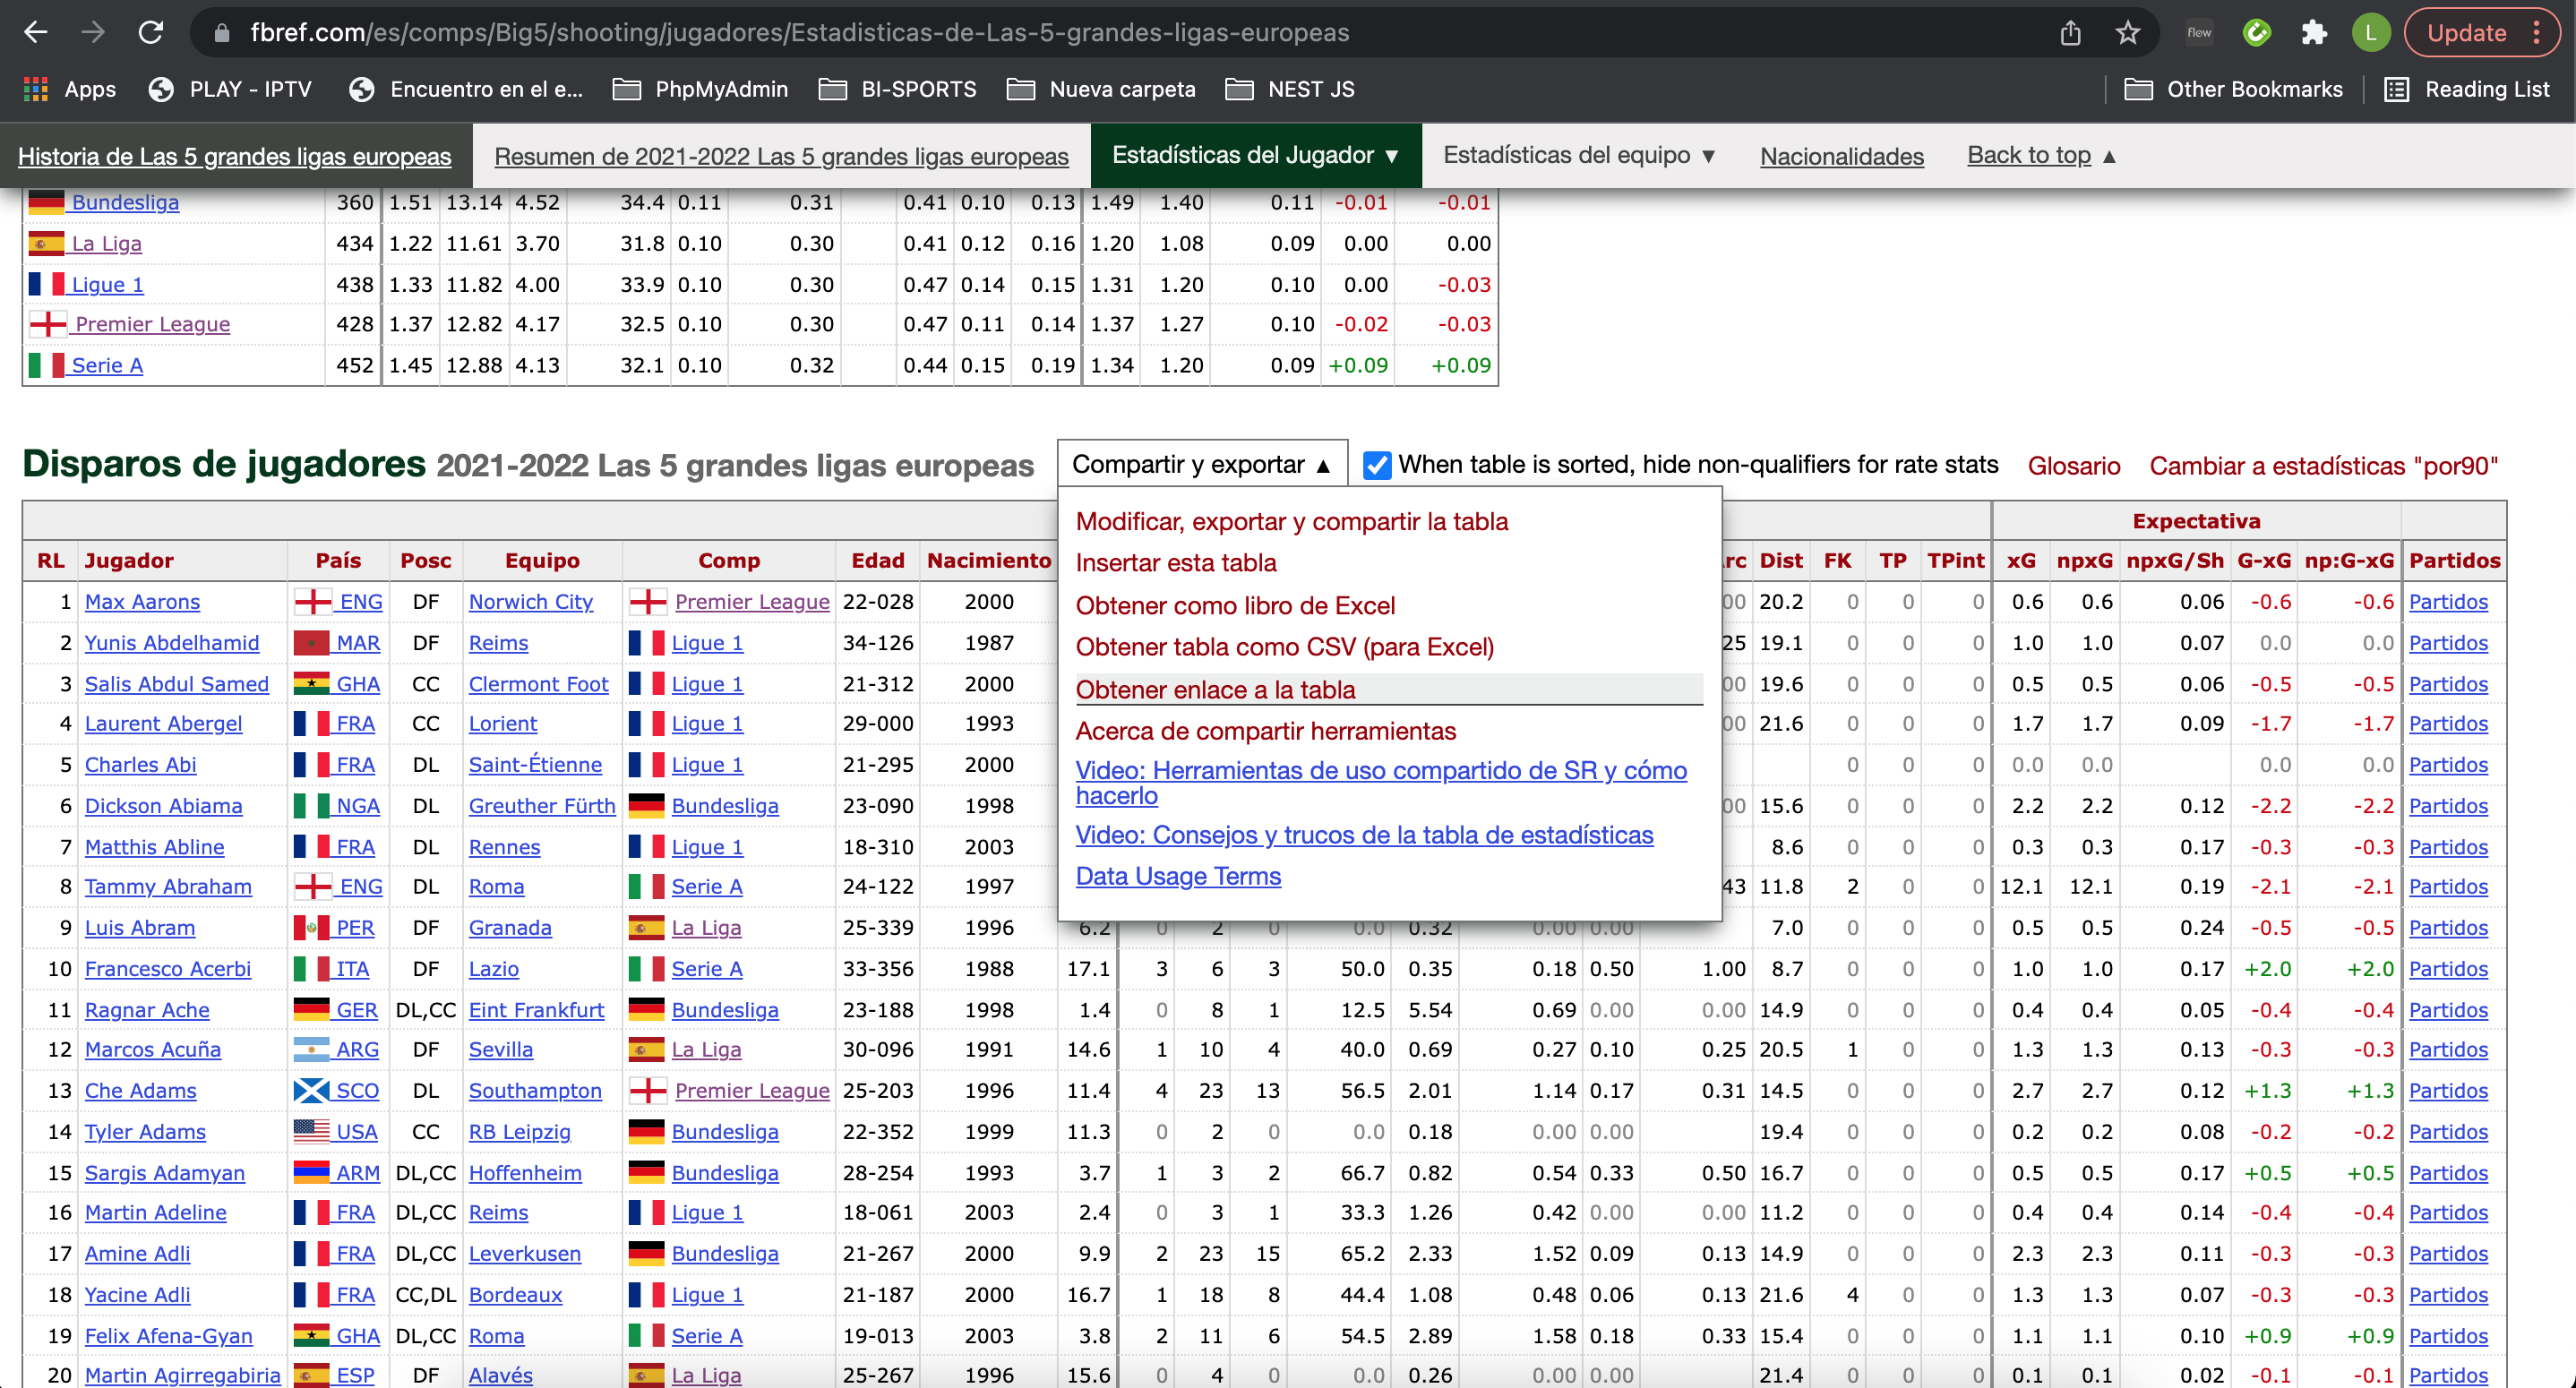 fbref.com/es/comps/Big5/shooting/jugadores/Estadisticas-de-Las-5-grandes-ligas-europeas flow L Update
Apps PLAY - IPTV Encuentro en el e... PhpMyAdmin BI-SPORTS Nueva carpeta NEST JS Other Bookmarks Reading List
Historia de Las 5 grandes ligas europeas Resumen de 2021-2022 Las 5 grandes ligas europeas Estadísticas del Jugador ▼ Estadísticas del equipo ▼ Nacionalidades Back to top ▲
Bundesliga 360 1.51 13.14 4.52 34.4 0.11 0.31 0.41 0.10 0.13 1.49 1.40 0.11 -0.01 -0.01
La Liga 434 1.22 11.61 3.70 31.8 0.10 0.30 0.41 0.12 0.16 1.20 1.08 0.09 0.00 0.00
Ligue 1 438 1.33 11.82 4.00 33.9 0.10 0.30 0.47 0.14 0.15 1.31 1.20 0.10 0.00 -0.03
Premier League 428 1.37 12.82 4.17 32.5 0.10 0.30 0.47 0.11 0.14 1.37 1.27 0.10 -0.02 -0.03
Serie A 452 1.45 12.88 4.13 32.1 0.10 0.32 0.44 0.15 0.19 1.34 1.20 0.09 +0.09 +0.09
Disparos de jugadores 2021-2022 Las 5 grandes ligas europeas Compartir y exportar ▲ When table is sorted, hide non-qualifiers for rate stats Glosario Cambiar a estadísticas "por90"
Modificar, exportar y compartir la tabla
Insertar esta tabla
Obtener como libro de Excel
Obtener tabla como CSV (para Excel)
Obtener enlace a la tabla
Acerca de compartir herramientas
Video: Herramientas de uso compartido de SR y cómo
hacerlo
Video: Consejos y trucos de la tabla de estadísticas
Data Usage Terms
Expectativa
RL Jugador País Posc Equipo Comp Edad Nacimiento rc Dist FK TP TPint xG npxG npxG/Sh G-xG np:G-xG Partidos
1 Max Aarons ENG DF Norwich City Premier League 22-028 2000 00 20.2 0 0 0 0.6 0.6 0.06 -0.6 -0.6 Partidos
2 Yunis Abdelhamid MAR DF Reims Ligue 1 34-126 1987 25 19.1 0 0 0 1.0 1.0 0.07 0.0 0.0 Partidos
3 Salis Abdul Samed GHA CC Clermont Foot Ligue 1 21-312 2000 00 19.6 0 0 0 0.5 0.5 0.06 -0.5 -0.5 Partidos
4 Laurent Abergel FRA CC Lorient Ligue 1 29-000 1993 00 21.6 0 0 0 1.7 1.7 0.09 -1.7 -1.7 Partidos
5 Charles Abi FRA DL Saint-Étienne Ligue 1 21-295 2000 0 0 0 0.0 0.0 0.0 0.0 Partidos
6 Dickson Abiama NGA DL Greuther Fürth Bundesliga 23-090 1998 00 15.6 0 0 0 2.2 2.2 0.12 -2.2 -2.2 Partidos
7 Matthis Abline FRA DL Rennes Ligue 1 18-310 2003 8.6 0 0 0 0.3 0.3 0.17 -0.3 -0.3 Partidos
8 Tammy Abraham ENG DL Roma Serie A 24-122 1997 43 11.8 2 0 0 12.1 12.1 0.19 -2.1 -2.1 Partidos
9 Luis Abram PER DF Granada La Liga 25-339 1996 6.2 0 2 0 0.0 0.32 0.00 0.00 7.0 0 0 0 0.5 0.5 0.24 -0.5 -0.5 Partidos
10 Francesco Acerbi ITA DF Lazio Serie A 33-356 1988 17.1 3 6 3 50.0 0.35 0.18 0.50 1.00 8.7 0 0 0 1.0 1.0 0.17 +2.0 +2.0 Partidos
11 Ragnar Ache GER DL,CC Eint Frankfurt Bundesliga 23-188 1998 1.4 0 8 1 12.5 5.54 0.69 0.00 0.00 14.9 0 0 0 0.4 0.4 0.05 -0.4 -0.4 Partidos
12 Marcos Acuña ARG DF Sevilla La Liga 30-096 1991 14.6 1 10 4 40.0 0.69 0.27 0.10 0.25 20.5 1 0 0 1.3 1.3 0.13 -0.3 -0.3 Partidos
13 Che Adams SCO DL Southampton Premier League 25-203 1996 11.4 4 23 13 56.5 2.01 1.14 0.17 0.31 14.5 0 0 0 2.7 2.7 0.12 +1.3 +1.3 Partidos
14 Tyler Adams USA CC RB Leipzig Bundesliga 22-352 1999 11.3 0 2 0 0.0 0.18 0.00 0.00 19.4 0 0 0 0.2 0.2 0.08 -0.2 -0.2 Partidos
15 Sargis Adamyan ARM DL,CC Hoffenheim Bundesliga 28-254 1993 3.7 1 3 2 66.7 0.82 0.54 0.33 0.50 16.7 0 0 0 0.5 0.5 0.17 +0.5 +0.5 Partidos
16 Martin Adeline FRA DL,CC Reims Ligue 1 18-061 2003 2.4 0 3 1 33.3 1.26 0.42 0.00 0.00 11.2 0 0 0 0.4 0.4 0.14 -0.4 -0.4 Partidos
17 Amine Adli FRA DL,CC Leverkusen Bundesliga 21-267 2000 9.9 2 23 15 65.2 2.33 1.52 0.09 0.13 14.9 0 0 0 2.3 2.3 0.11 -0.3 -0.3 Partidos
18 Yacine Adli FRA CC,DL Bordeaux Ligue 1 21-187 2000 16.7 1 18 8 44.4 1.08 0.48 0.06 0.13 21.6 4 0 0 1.3 1.3 0.07 -0.3 -0.3 Partidos
19 Felix Afena-Gyan GHA DL,CC Roma Serie A 19-013 2003 3.8 2 11 6 54.5 2.89 1.58 0.18 0.33 15.4 0 0 0 1.1 1.1 0.10 +0.9 +0.9 Partidos
20 Martin Agirregabiria ESP DF Alavés La Liga 25-267 1996 15.6 0 4 0 0.0 0.26 0.00 0.00 21.4 0 0 0 0.1 0.1 0.02 -0.1 -0.1 Partidos